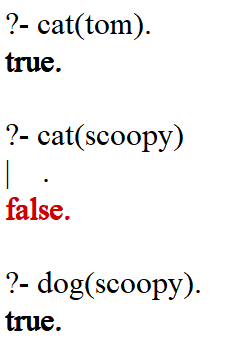 ?- cat(tom).
true.
?- cat(scoopy)
|    .
false.
?- dog(scoopy).
true.